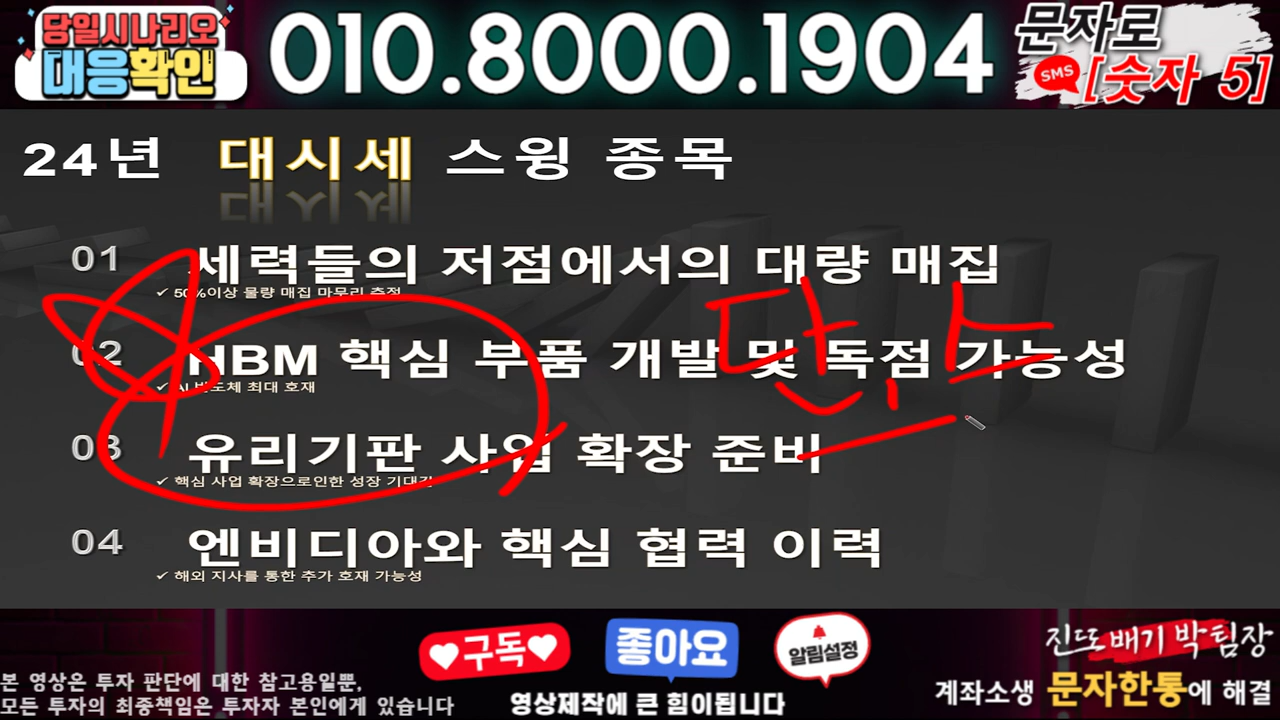 당일시나리오
대응확인
010.8000.1904
문자로
SMS
[숫자 5]
24년 대시세 스윙 종목
01 세력들의 저점에서의 대량 매집
✓ 50%이상 물량 매집 마무리 추정
02 HBM 핵심 부품 개발 및 독점 가능성
✓ AI 반도체 최대 호재
단.스
03 유리기판 사업 확장 준비
✓ 핵심 사업 확장으로인한 성장 기대감
04 엔비디아와 핵심 협력 이력
✓ 해외 지사를 통한 추가 호재 가능성
구독
좋아요
알림설정
영상제작에 큰 힘이됩니다
본 영상은 투자 판단에 대한 참고용일뿐,
모든 투자의 최종책임은 투자자 본인에게 있습니다
진또배기 박팀장
계좌소생 문자한통에 해결